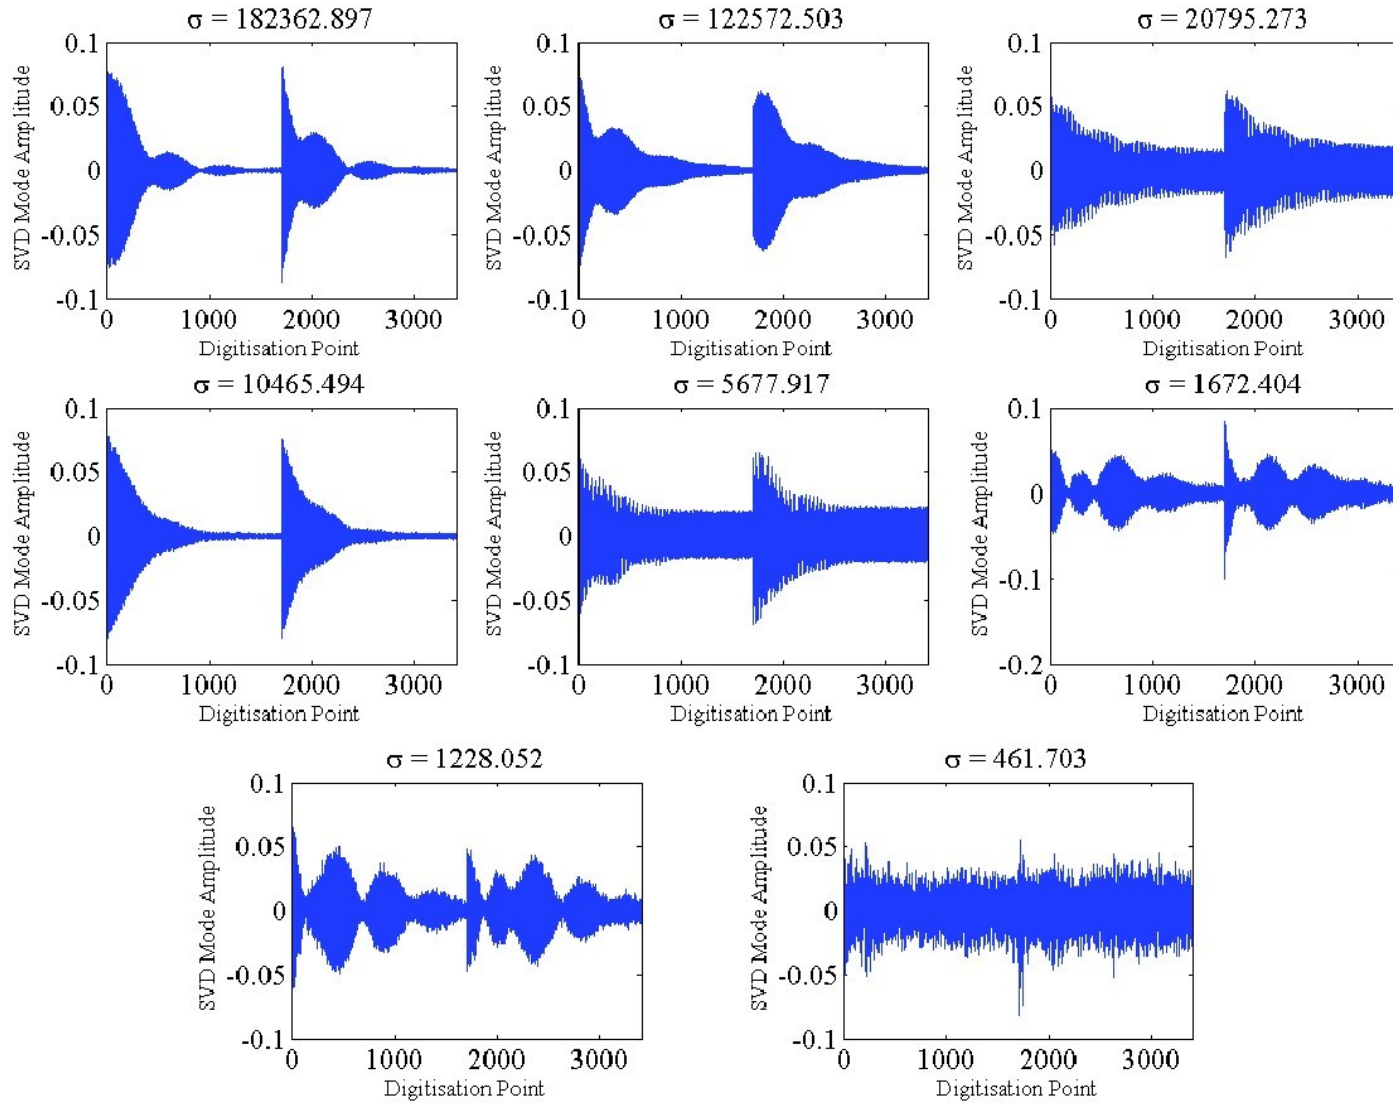 σ = 182362.897
0.1
0.05
0
-0.05
-0.1
SVD Mode Amplitude
0 1000 2000 3000
Digitisation Point
σ = 122572.503
0.1
0.05
0
-0.05
-0.1
SVD Mode Amplitude
0 1000 2000 3000
Digitisation Point
σ = 20795.273
0.1
0.05
0
-0.05
-0.1
SVD Mode Amplitude
0 1000 2000 3000
Digitisation Point
σ = 10465.494
0.1
0.05
0
-0.05
-0.1
SVD Mode Amplitude
0 1000 2000 3000
Digitisation Point
σ = 5677.917
0.1
0.05
0
-0.05
-0.1
SVD Mode Amplitude
0 1000 2000 3000
Digitisation Point
σ = 1672.404
0.1
0
-0.1
-0.2
SVD Mode Amplitude
0 1000 2000 3000
Digitisation Point
σ = 1228.052
0.1
0.05
0
-0.05
-0.1
SVD Mode Amplitude
0 1000 2000 3000
Digitisation Point
σ = 461.703
0.1
0.05
0
-0.05
-0.1
SVD Mode Amplitude
0 1000 2000 3000
Digitisation Point